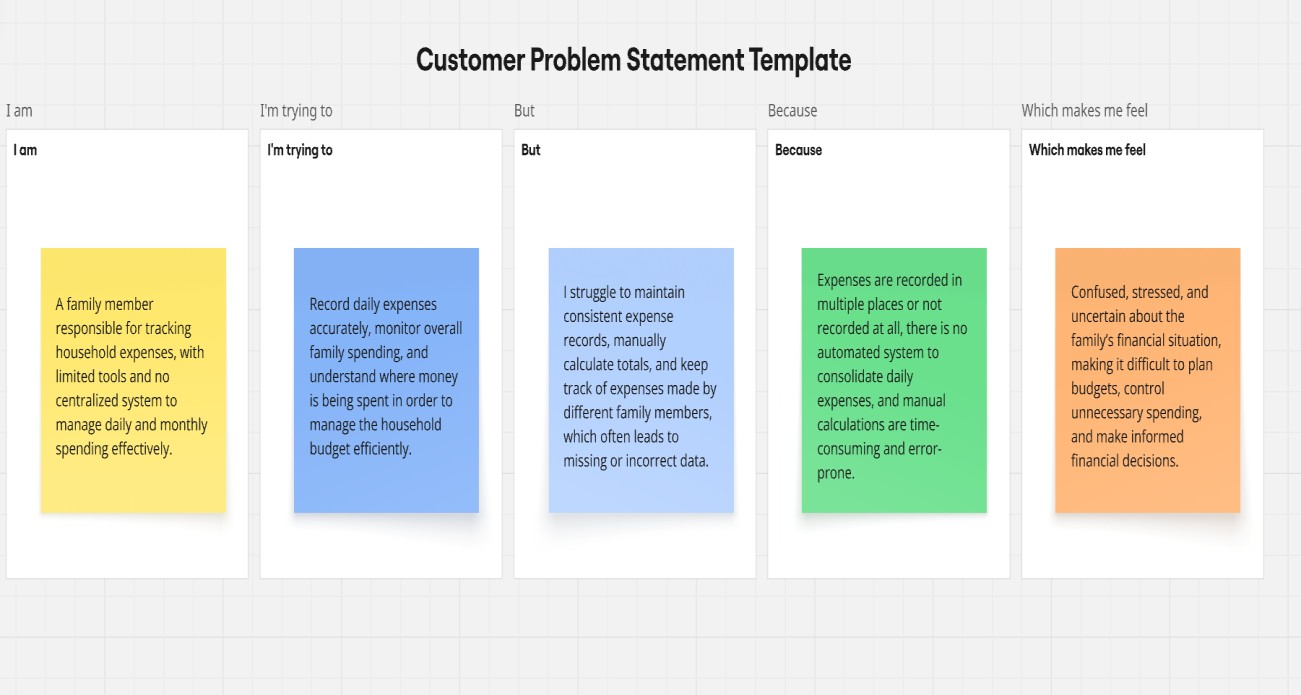 Customer Problem Statement Template
I am
I'm trying to
But
Because
Which makes me feel
I am
I'm trying to
But
Because
Which makes me feel
A family member
responsible for tracking
household expenses, with
limited tools and no
centralized system to
manage daily and monthly
spending effectively.
Record daily expenses
accurately, monitor overall
family spending, and
understand where money
is being spent in order to
manage the household
budget efficiently.
I struggle to maintain
consistent expense
records, manually
calculate totals, and keep
track of expenses made by
different family members,
which often leads to
missing or incorrect data.
Expenses are recorded in
multiple places or not
recorded at all, there is no
automated system to
consolidate daily
expenses, and manual
calculations are time-
consuming and error-
prone.
Confused, stressed, and
uncertain about the
family's financial situation,
making it difficult to plan
budgets, control
unnecessary spending,
and make informed
financial decisions.